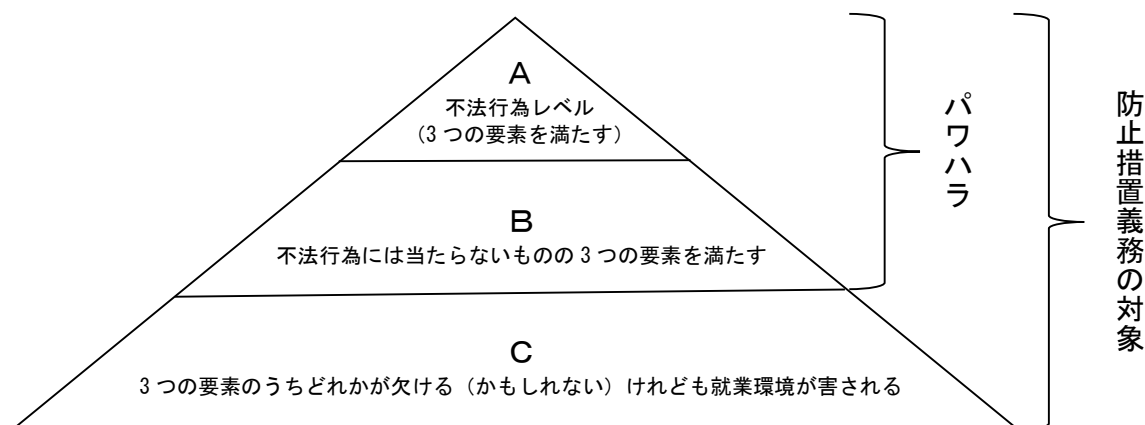 A
不法行為レベル
（3つの要素を満たす）
B
不法行為には当たらないものの3つの要素を満たす
C
3つの要素のうちどれかが欠ける（かもしれない）けれども就業環境が害される
パワハラ
防止措置義務の対象